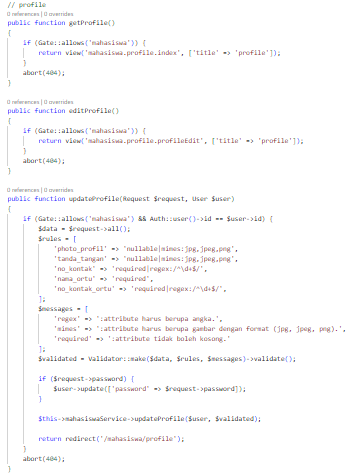 // profile
0 references | 0 overrides
public function getProfile()
{
if (Gate::allows('mahasiswa')) {
return view('mahasiswa.profile.index', ['title' => 'profile']);
}
abort(404);
}
0 references | 0 overrides
public function editProfile()
{
if (Gate::allows('mahasiswa')) {
return view('mahasiswa.profile.profileEdit', ['title' => 'profile']);
}
abort(404);
}
0 references | 0 overrides
public function updateProfile(Request $request, User $user)
{
if (Gate::allows('mahasiswa') && Auth::user()->id == $user->id) {
$data = $request->all();
$rules = [
'photo_profil' => 'nullable|mimes:jpg,jpeg,png',
'tanda_tangan' => 'nullable|mimes:jpg,jpeg,png',
'no_kontak' => 'required|regex:/^\d+$/',
'nama_ortu' => 'required',
'no_kontak_ortu' => 'required|regex:/^\d+$/',
];
$messages = [
'regex' => ':attribute harus berupa angka.',
'mimes' => ':attribute harus berupa gambar dengan format (jpg, jpeg, png).',
'required' => ':attribute tidak boleh kosong.'
];
$validated = Validator::make($data, $rules, $messages)->validate();
if ($request->password) {
$user->update(['password' => $request->password]);
}
$this->mahasiswaService->updateProfile($user, $validated);
return redirect('/mahasiswa/profile');
}
abort(404);
}